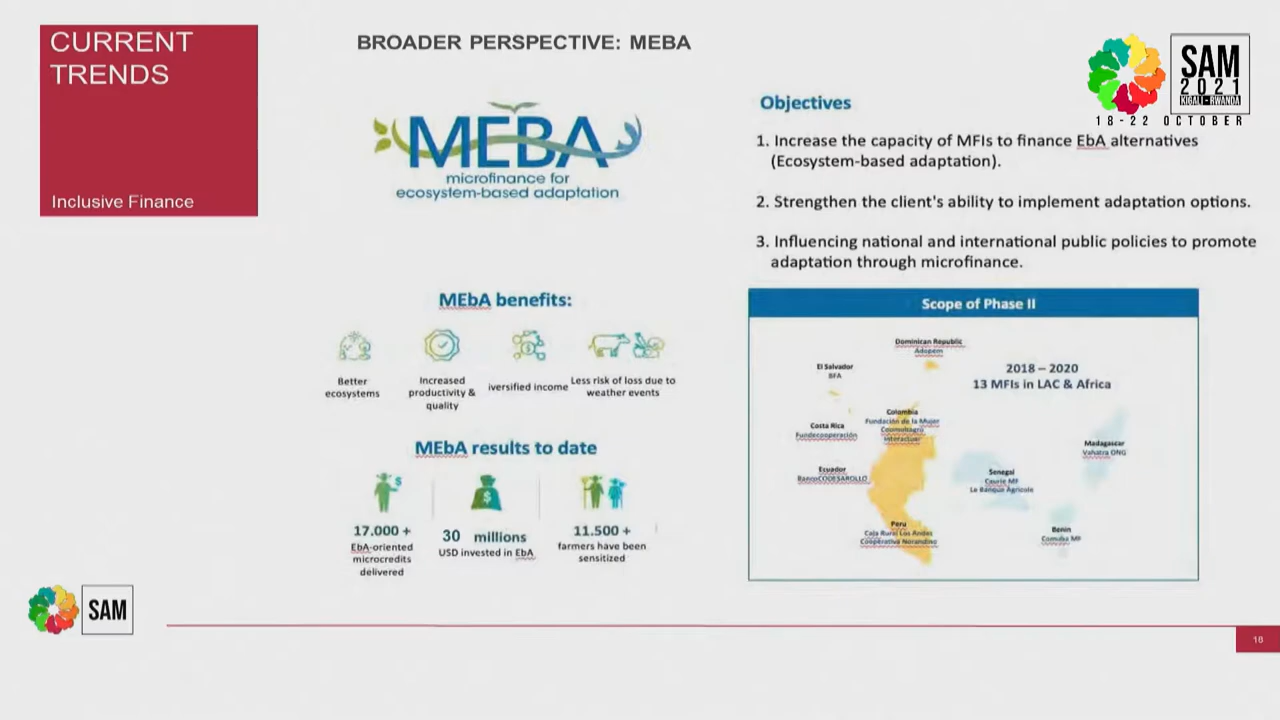 CURRENT
TRENDS
Inclusive Finance
BROADER PERSPECTIVE: MEBA
SAM
2021
KIGALI - RWANDA
18-22 OCTOBER
MEBA
microfinance for
ecosystem-based adaptation
Objectives
1. Increase the capacity of MFIs to finance EbA alternatives
(Ecosystem-based adaptation).
2. Strengthen the client's ability to implement adaptation options.
3. Influencing national and international public policies to promote
adaptation through microfinance.
MEbA benefits:
Better
ecosystems
Increased
productivity &
quality
iversified income
Less risk of loss due to
weather events
MEbA results to date
17.000 +
EbA-oriented
microcredits
delivered
30 millions
USD invested in EbA
11.500 +
farmers have been
sensitized
Scope of Phase II
2018 – 2020
13 MFIs in LAC & Africa
Dominican Republic
Adopem
El Salvador
BFA
Colombia
Fundación de la Mujer
Interactuar
Costa Rica
Fundecooperación
Ecuador
BancoCODESAROLLO
Peru
Caja Rural Los Andes
Cooperativa Norandino
Senegal
Caurie MF
La Banque Agricole
Madagascar
Vahatra ONG
Benin
Comuba MF
SAM
18